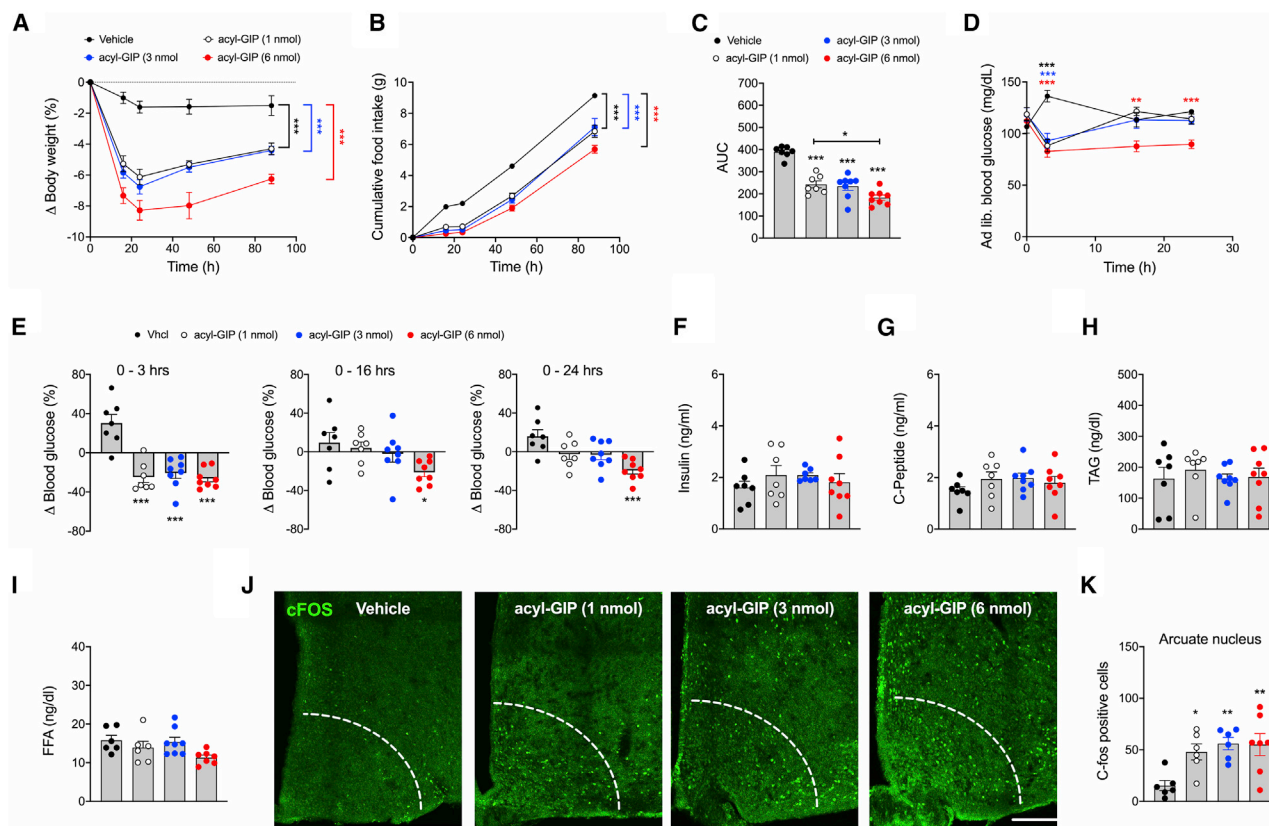 A
Vehicle
acyl-GIP (1 nmol)
acyl-GIP (3 nmol
acyl-GIP (6 nmol)
Δ Body weight (%)
0
-2
-4
-6
-8
-10
0 20 40 60 80 100
Time (h)
***
***
***
B
Cumulative food intake (g)
10
8
6
4
2
0
0 20 40 60 80 100
Time (h)
***
***
***
C
Vehicle
acyl-GIP (3 nmol)
acyl-GIP (1 nmol)
acyl-GIP (6 nmol)
AUC
700
600
500
400
300
200
100
0
*
*** *** ***
D
Ad lib. blood glucose (mg/dL)
150
100
50
0
0 10 20 30
Time (h)
***
***
***
**
***
E
Vhcl
acyl-GIP (1 nmol)
acyl-GIP (3 nmol)
acyl-GIP (6 nmol)
0 - 3 hrs
Δ Blood glucose (%)
80
40
0
-40
-80
*** *** ***
0 - 16 hrs
Δ Blood glucose (%)
80
40
0
-40
-80
*
0 - 24 hrs
Δ Blood glucose (%)
80
40
0
-40
-80
***
F
Insulin (ng/ml)
6
4
2
0
G
C-Peptide (ng/ml)
6
4
2
0
H
TAG (ng/dl)
500
400
300
200
100
0
I
FFA (ng/dl)
40
30
20
10
0
J
cFOS
Vehicle
acyl-GIP (1 nmol)
acyl-GIP (3 nmol)
acyl-GIP (6 nmol)
K
Arcuate nucleus
C-fos positive cells
150
100
50
0
* ** **